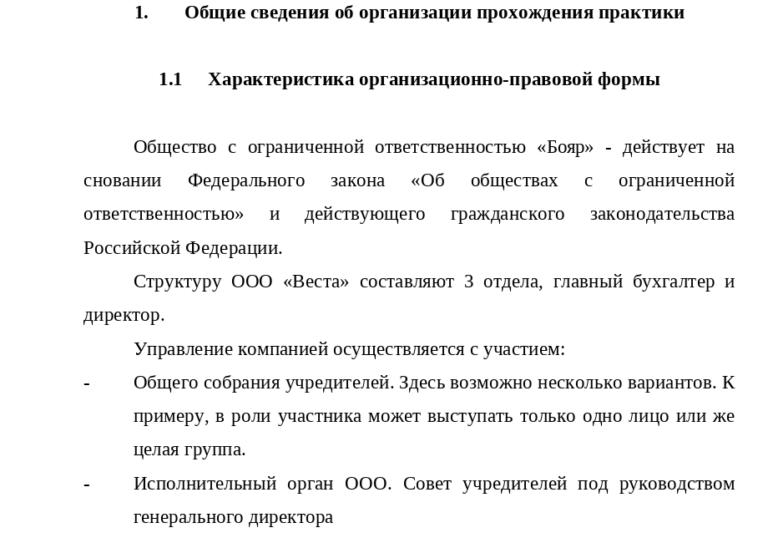 1. Общие сведения об организации прохождения практики
1.1 Характеристика организационно-правовой формы
Общество с ограниченной ответственностью «Бояр» - действует на
сновании Федерального закона «Об обществах с ограниченной
ответственностью» и действующего гражданского законодательства
Российской Федерации.
Структуру ООО «Веста» составляют 3 отдела, главный бухгалтер и
директор.
Управление компанией осуществляется с участием:
- Общего собрания учредителей. Здесь возможно несколько вариантов. К
примеру, в роли участника может выступать только одно лицо или же
целая группа.
- Исполнительный орган ООО. Совет учредителей под руководством
генерального директора